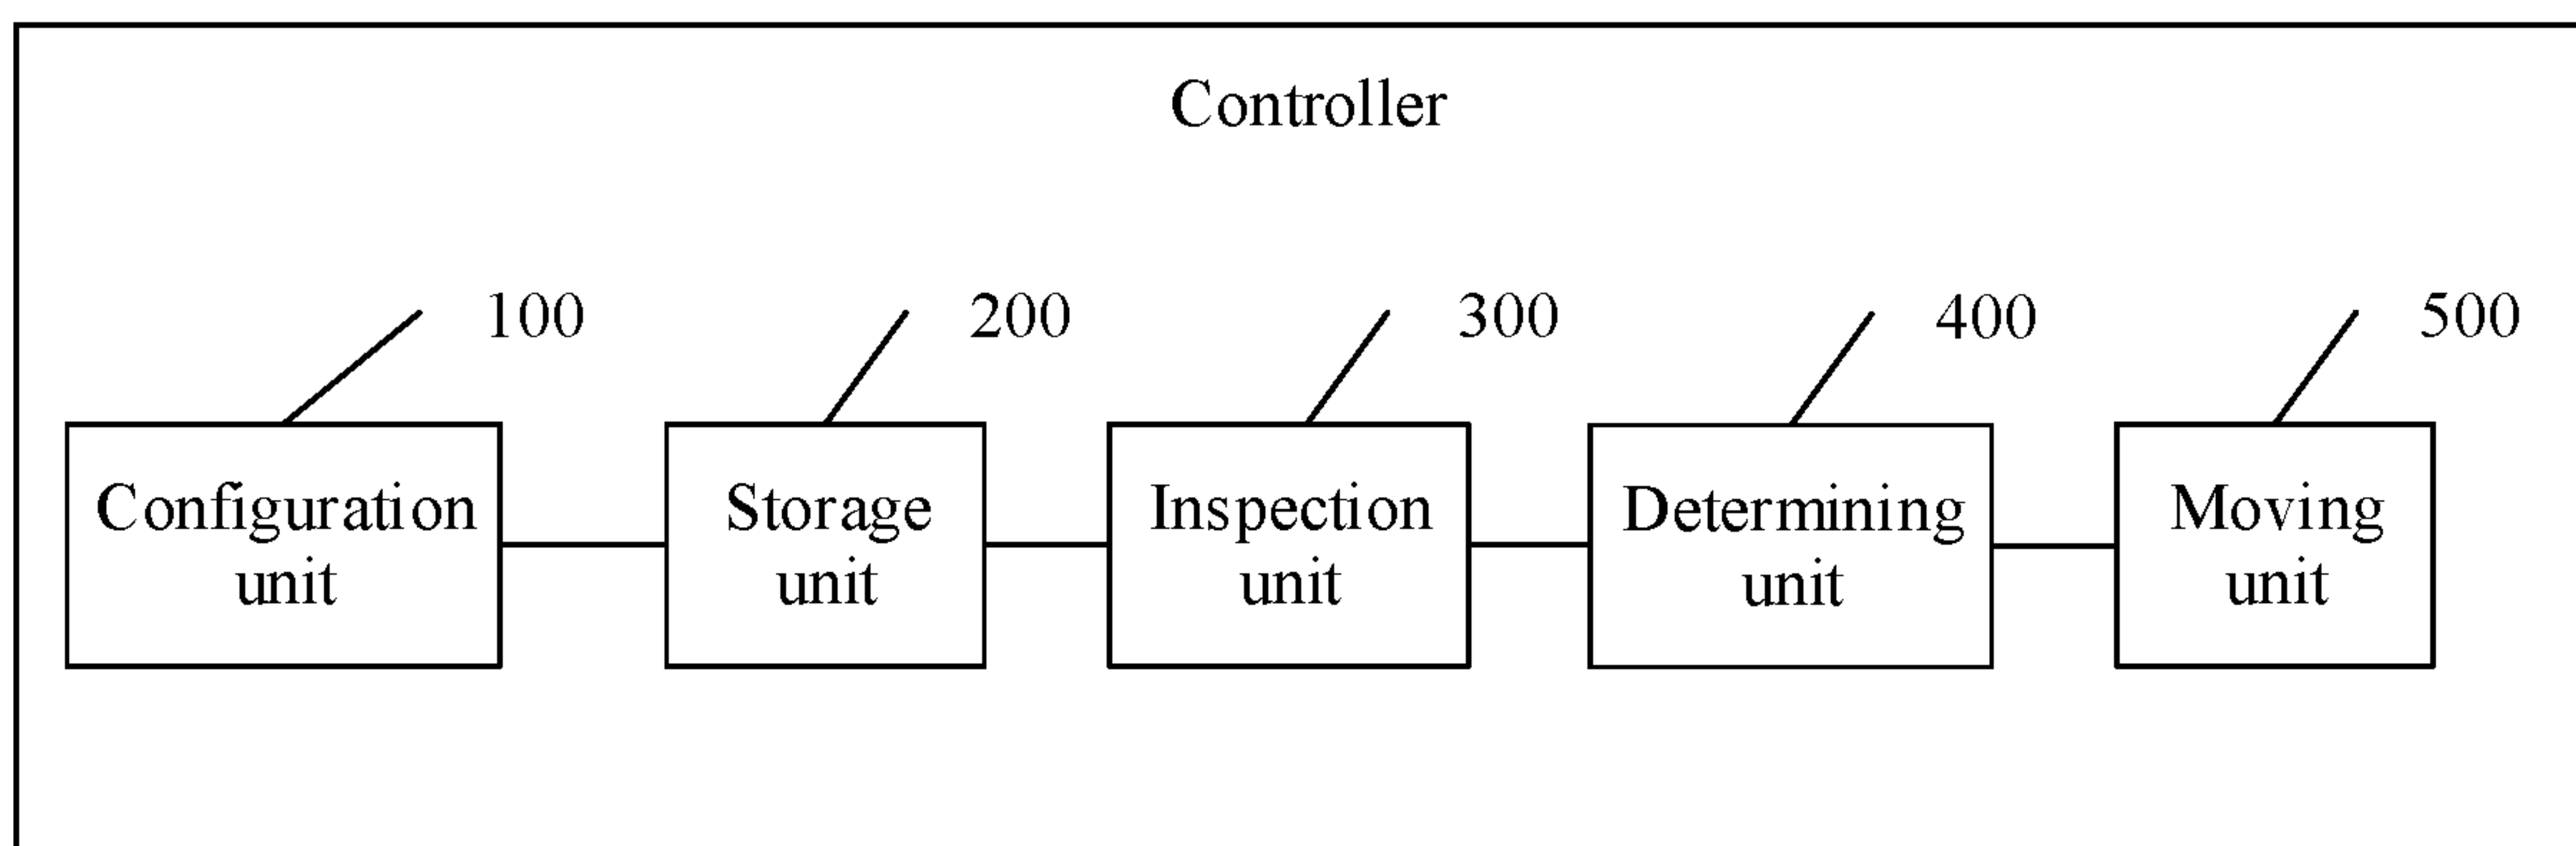 Controller
100
200
300
400
500
Configuration
unit
Storage
unit
Inspection
unit
Determining
unit
Moving
unit